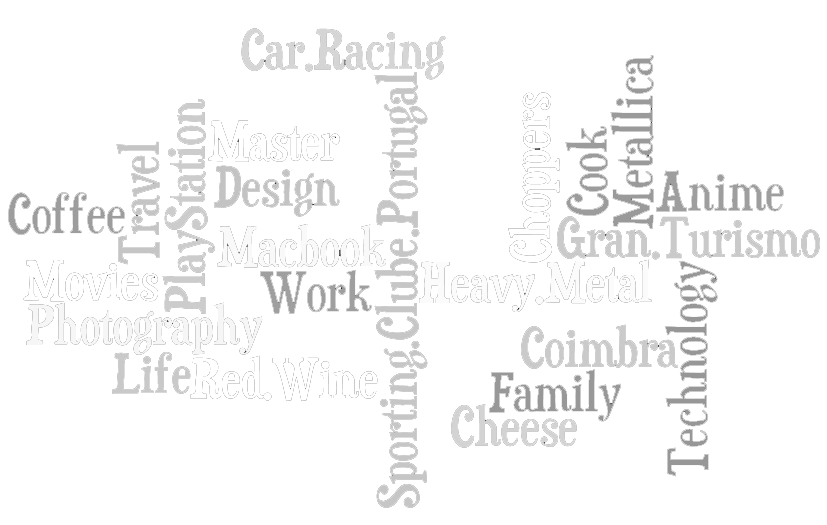 Car.Racing
Sporting.Clube.Portugal
Metallica
Choppers
PlayStation
Master
Cook
Travel
Design
Anime
Coffee
Gran.Turismo
Macbook
Movies
Work
Heavy.Metal
Technology
Photography
Coimbra
Life
Red.Wine
Family
Cheese